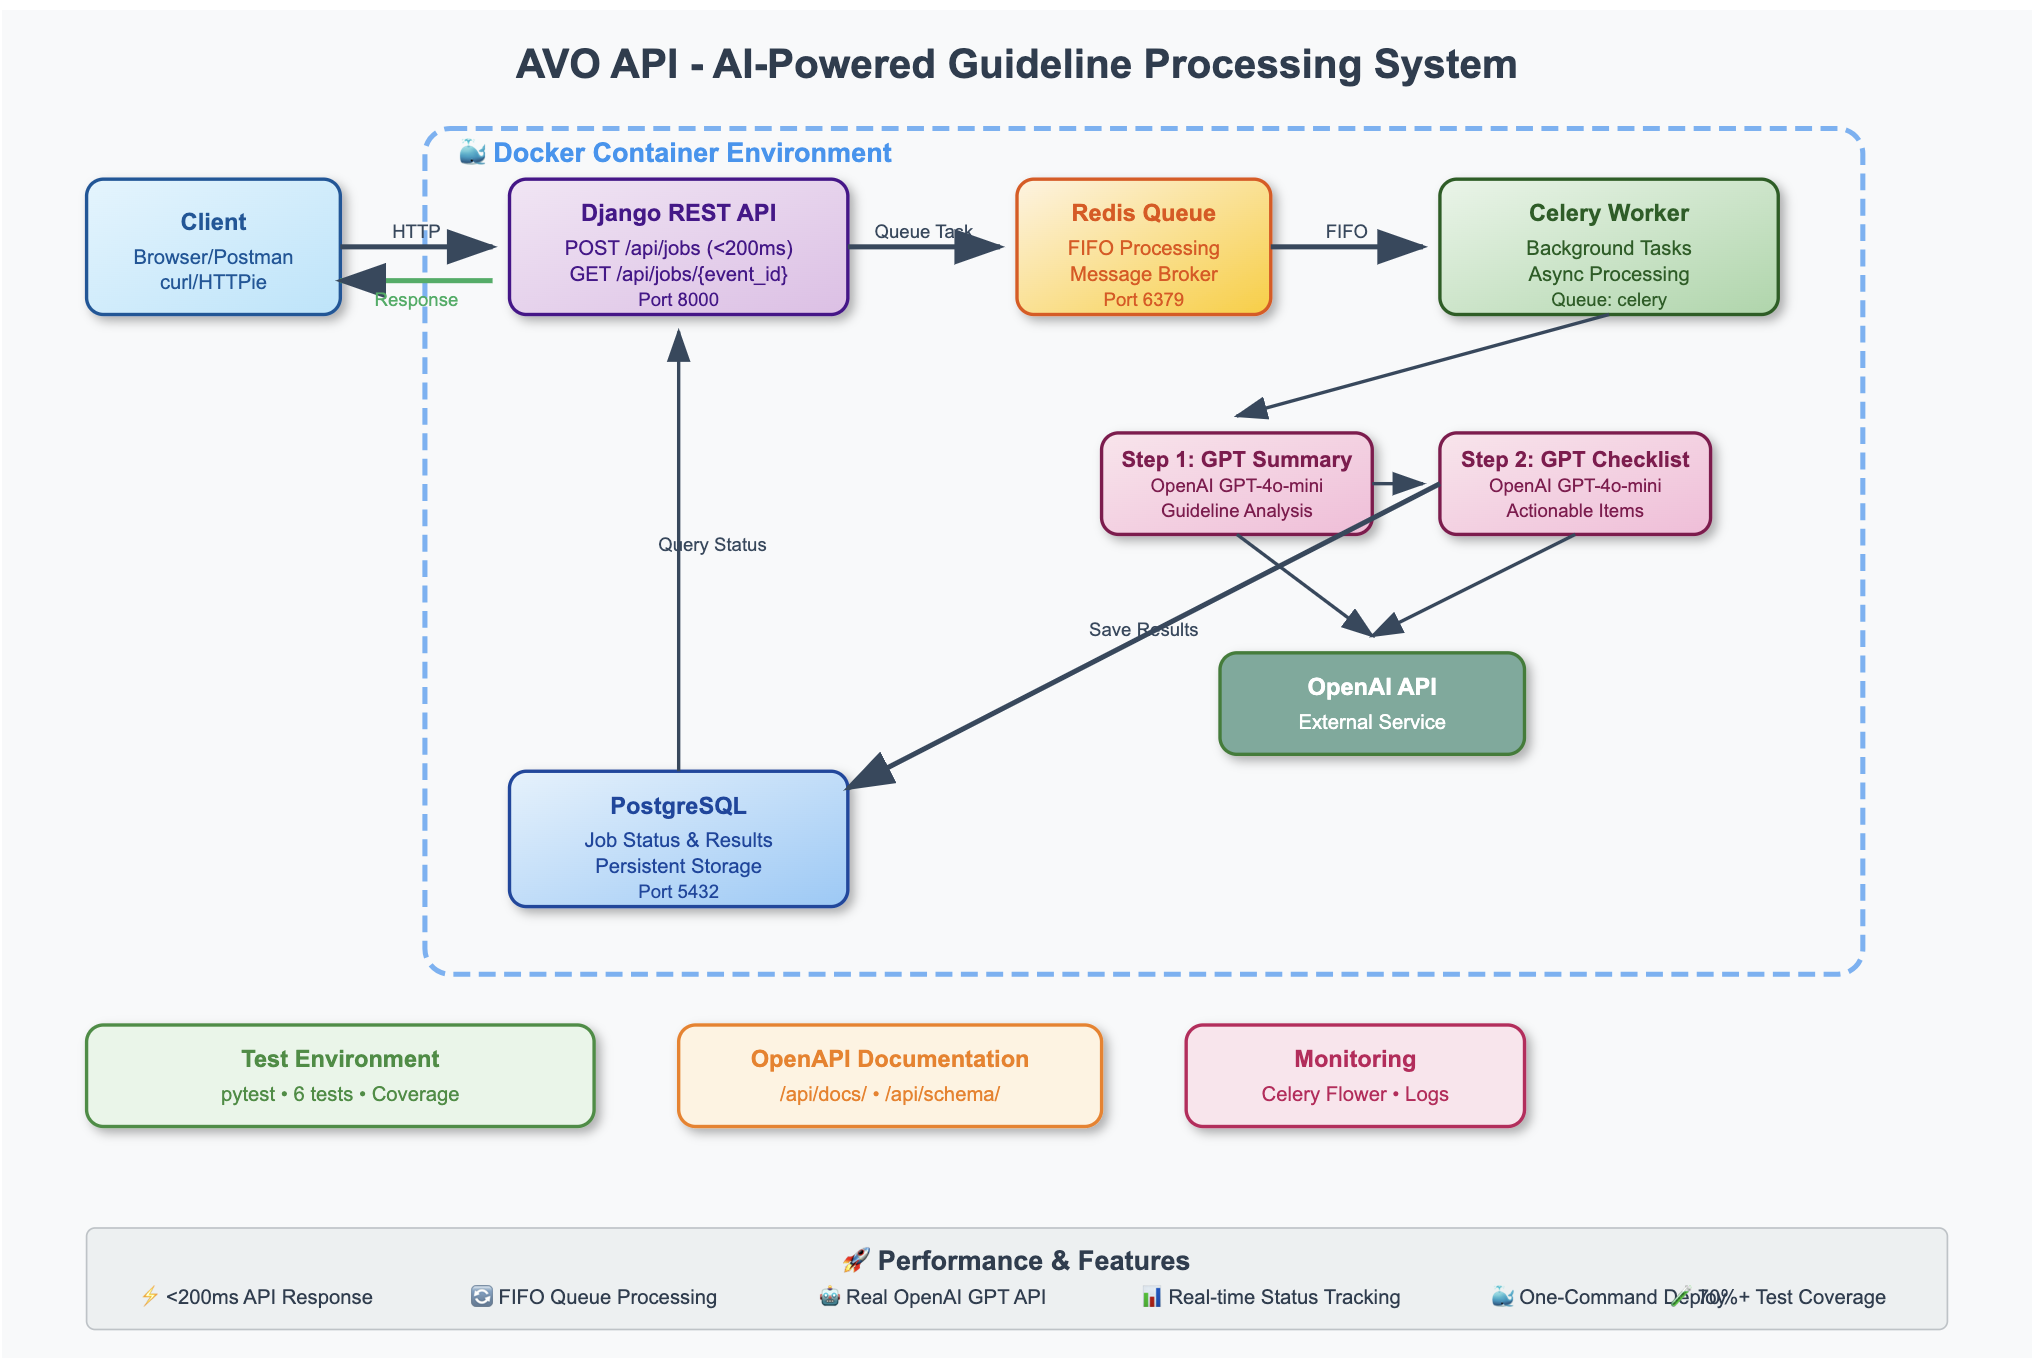 AVO API - AI-Powered Guideline Processing System
🐳 Docker Container Environment
Client
Browser/Postman
curl/HTTPie
HTTP
Response
Django REST API
POST /api/jobs (<200ms)
GET /api/jobs/{event_id}
Port 8000
Queue Task
Redis Queue
FIFO Processing
Message Broker
Port 6379
FIFO
Celery Worker
Background Tasks
Async Processing
Queue: celery
Step 1: GPT Summary
OpenAI GPT-4o-mini
Guideline Analysis
Step 2: GPT Checklist
OpenAI GPT-4o-mini
Actionable Items
Query Status
Save Results
OpenAI API
External Service
PostgreSQL
Job Status & Results
Persistent Storage
Port 5432
Test Environment
pytest • 6 tests • Coverage
OpenAPI Documentation
/api/docs/ • /api/schema/
Monitoring
Celery Flower • Logs
🚀 Performance & Features
⚡ <200ms API Response
🔄 FIFO Queue Processing
🤖 Real OpenAI GPT API
📊 Real-time Status Tracking
🐳 One-Command Deploy
🧪 70%+ Test Coverage